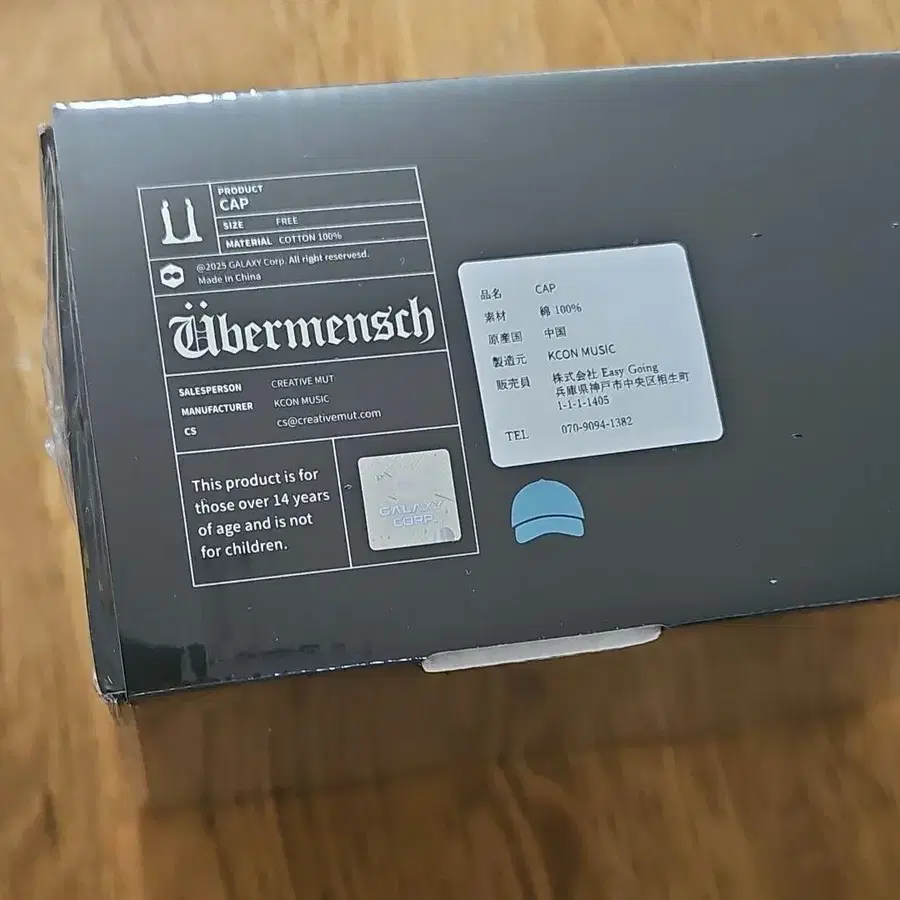 PRODUCT
CAP
SIZE FREE
MATERIAL COTTON 100%
@2025 GALAXY Corp. All right reservesd.
Made In China
Übermensch
SALESPERSON CREATIVE MUT
MANUFACTURER KCON MUSIC
CS cs@creativemut.com
This product is for
those over 14 years
of age and is not
for children.
GALAXY
CORP.
品名 CAP
素材 綿 100%
原産国 中国
製造元 KCON MUSIC
販売員 株式会社 Easy Going
兵庫県神戸市中央区相生町
1-1-1-1405
TEL 070-9094-1382